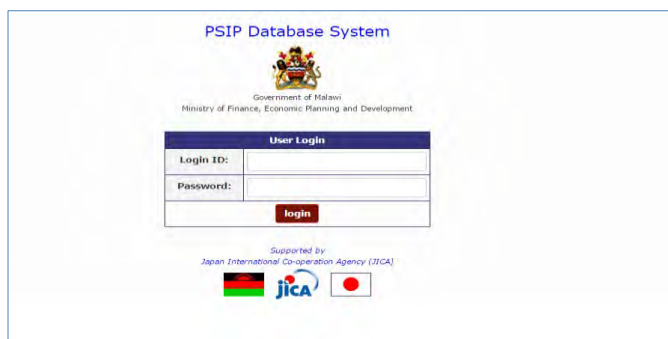 PSIP Database System
Government of Malawi
Ministry of Finance, Economic Planning and Development
User Login
Login ID:
Password:
login
Supported by
Japan International Co-operation Agency (JICA)
jICA